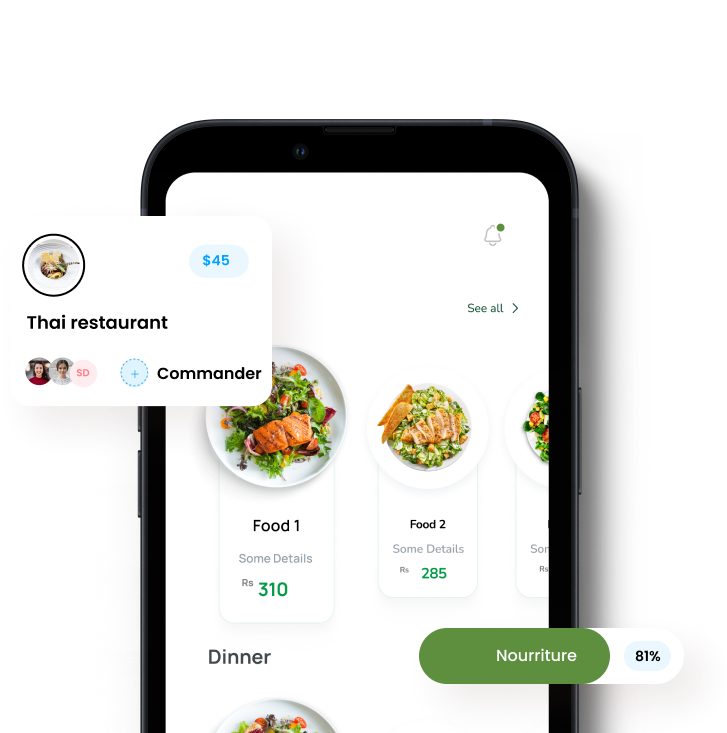 $45
See all
Thai restaurant
SD
+ Commander
Food 1
Food 2
Some Details
Some Details
Rs 310
Rs 285
Rs
Dinner
Nourriture
81%